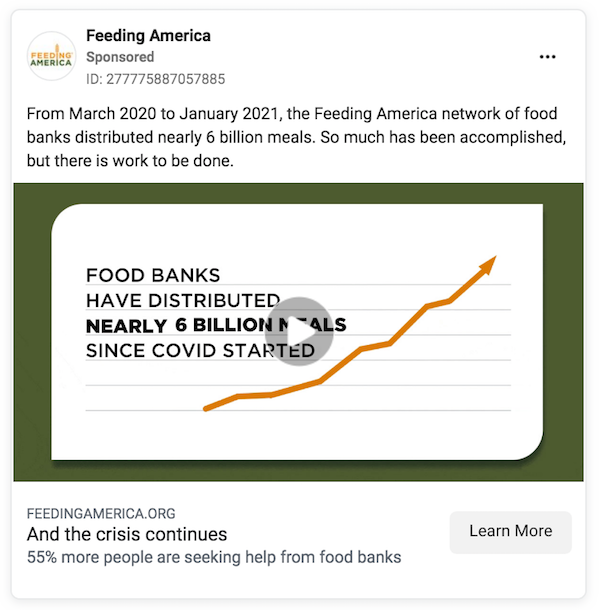 Feeding America
FEEDING
AMERICA
Sponsored
ID: 277775887057885
From March 2020 to January 2021, the Feeding America network of food
banks distributed nearly 6 billion meals. So much has been accomplished,
but there is work to be done.
FOOD BANKS
HAVE DISTRIBUTED
NEARLY 6 BILLION MEALS
SINCE COVID STARTED
FEEDINGAMERICA.ORG
And the crisis continues
55% more people are seeking help from food banks
Learn More